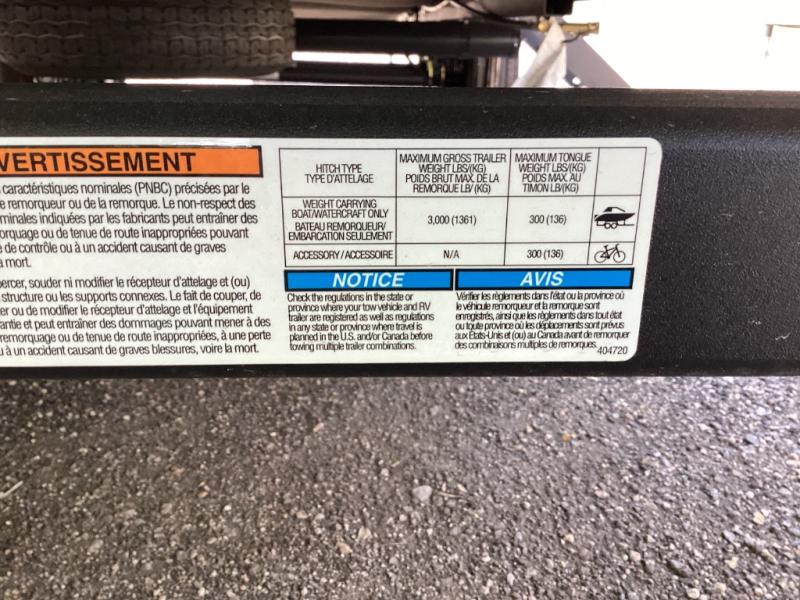 VERTISSEMENT
caractéristiques nominales (PNBC) précisées par le
e remorqueur ou de la remorque. Le non-respect des
minales indiquées par les fabricants peut entraîner des
orquage ou de tenue de route inappropriées pouvant
e de contrôle ou à un accident causant de graves
a mort.
percer, souder ni modifier le récepteur d'attelage et (ou)
structure ou les supports connexes. Le fait de couper, de
er ou de modifier le récepteur d'attelage et l'équipement
rantie et peut entraîner des dommages pouvant mener à des
remorquage ou de tenue de route inappropriées, à une perte
u à un accident causant de graves blessures, voire la mort.
HITCH TYPE
TYPE D'ATTELAGE
MAXIMUM GROSS TRAILER
WEIGHT LBS/(KG)
POIDS BRUT MAX. DE LA
REMORQUE LB/(KG)
MAXIMUM TONGUE
WEIGHT LBS/(KG)
POIDS MAX. AU
TIMON LB/(KG)
WEIGHT CARRYING
BOAT/WATERCRAFT ONLY
BATEAU REMORQUEUR/
EMBARCATION SEULEMENT
3,000 (1361)
300 (136)
ACCESSORY/ACCESSOIRE
N/A
300 (136)
NOTICE
Check the regulations in the state or
province where your tow vehicle and RV
trailer are registered as well as regulations
in any state or province where travel is
planned in the U.S. and/or Canada before
towing multiple trailer combinations.
AVIS
Vérifier les règlements dans l'état ou la province où
le véhicule remorqueur et la remorque sont
enregistrés, ainsi que les règlements dans tout état
ou toute province où les déplacements sont prévus
aux États-Unis et (ou) au Canada avant de remorquer
des combinaisons multiples de remorques.
404720